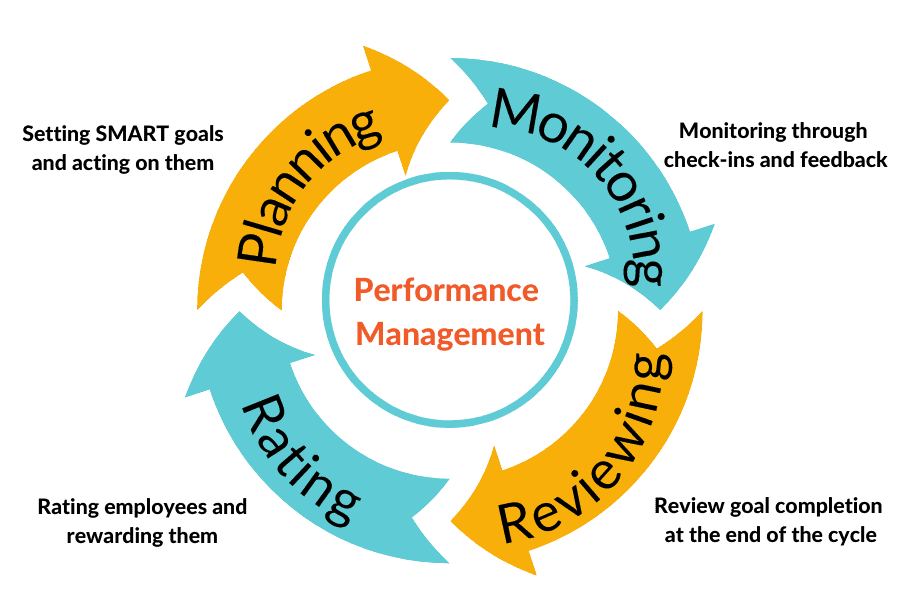 Planning
Setting SMART goals
and acting on them
Monitoring
Monitoring through
check-ins and feedback
Performance
Management
Reviewing
Review goal completion
at the end of the cycle
Rating
Rating employees and
rewarding them